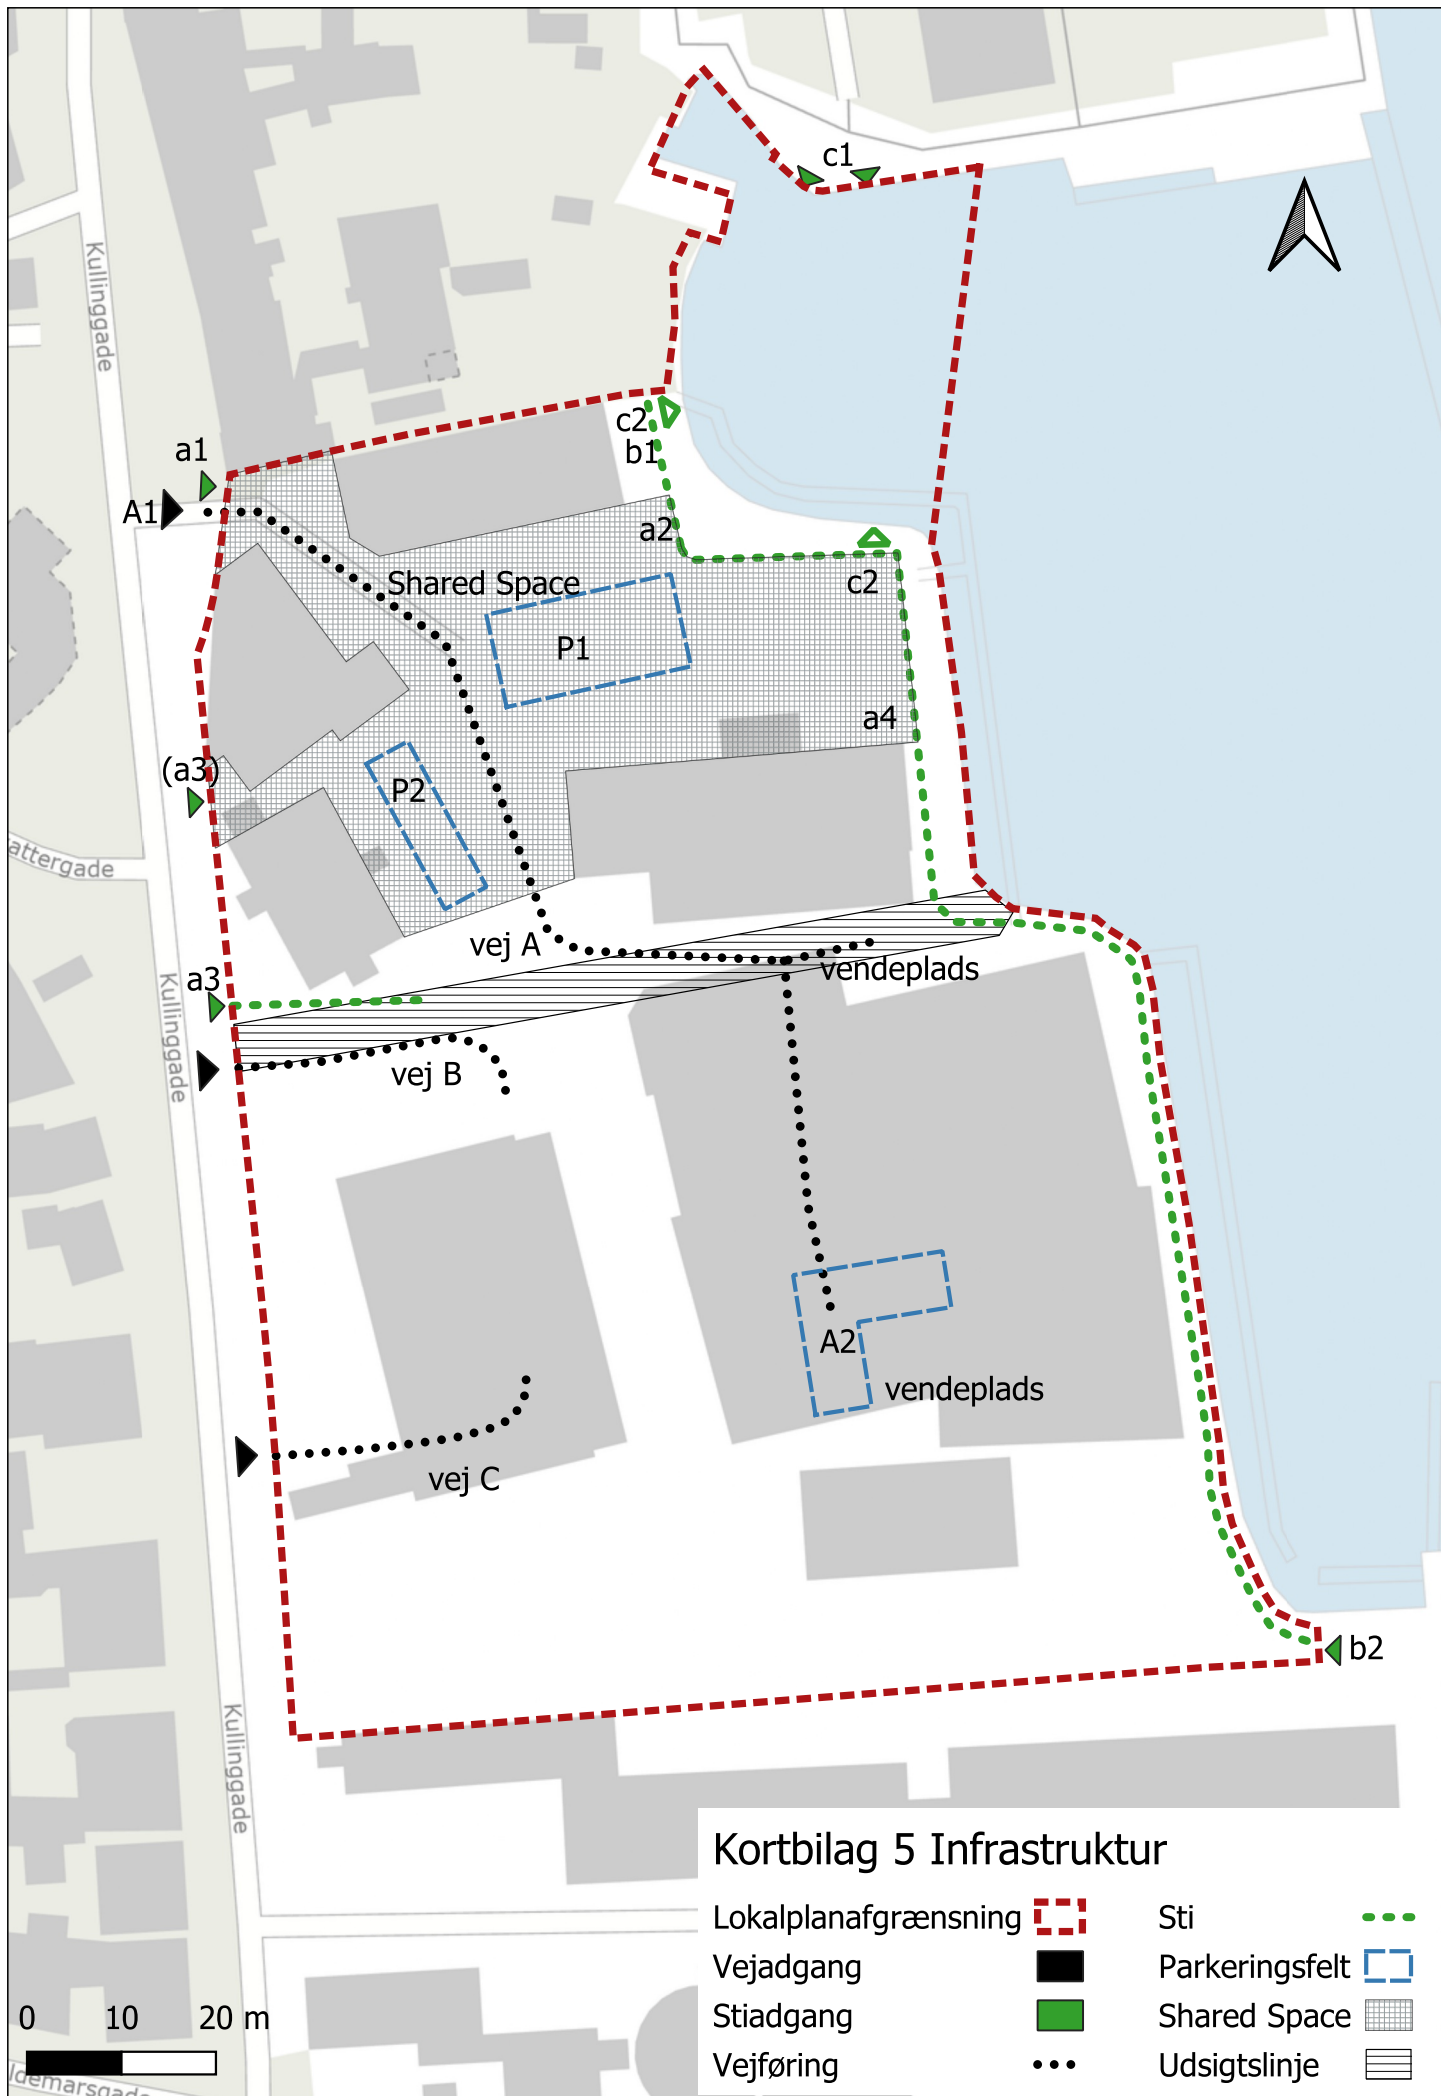 c1
Kullinggade
c2
b1
a1
A1
a2
Shared Space
c2
P1
a4
(a3)
P2
attergade
vej A
vendeplads
a3
Kullinggade
vej B
A2
vendeplads
vej C
b2
Kullinggade
Kortbilag 5 Infrastruktur
Lokalplanafgrænsning
Sti
Vejadgang
Parkeringsfelt
Stiadgang
Shared Space
Vejføring
Udsigtslinje
0 10 20 m
ldemarsgade